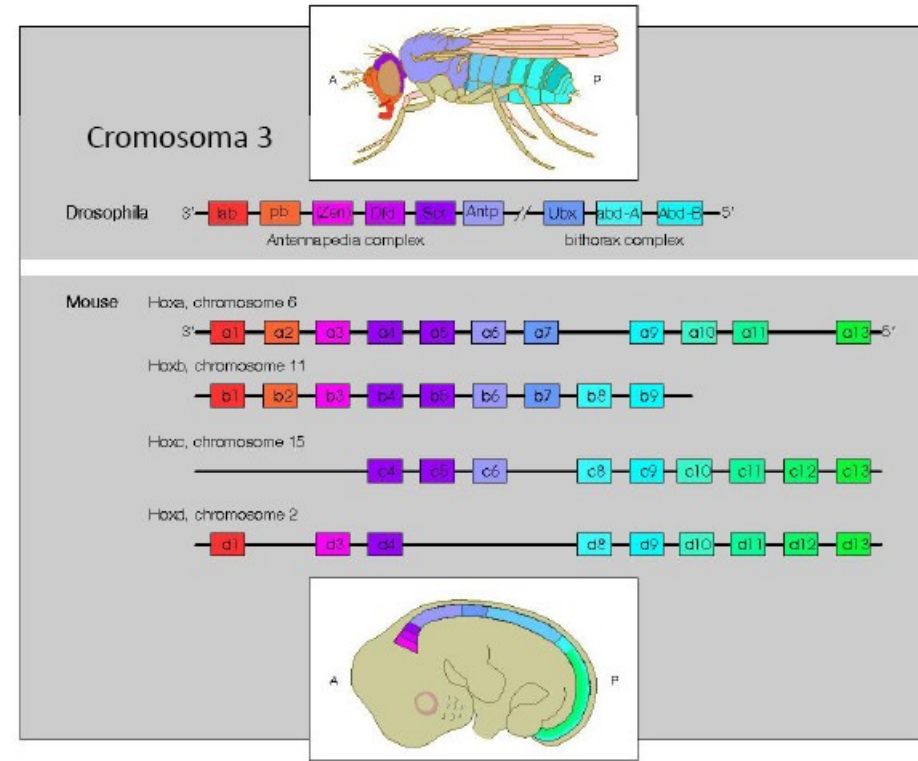 A
P
Cromosoma 3
Drosophila 3' lab pb (Zen) Dfd Scr Antp Ubx abd-A Abd-B 5'
Antennapedia complex bithorax complex
Mouse Hoxa, chromosome 6
3' a1 a2 a3 a4 a5 a6 a7 a9 a10 a11 a13 5'
Hoxb, chromosome 11
b1 b2 b3 b4 b5 b6 b7 b8 b9
Hoxc, chromosome 15
c4 c5 c6 c8 c9 c10 c11 c12 c13
Hoxd, chromosome 2
d1 d3 d4 d8 d9 d10 d11 d12 d13
A
P